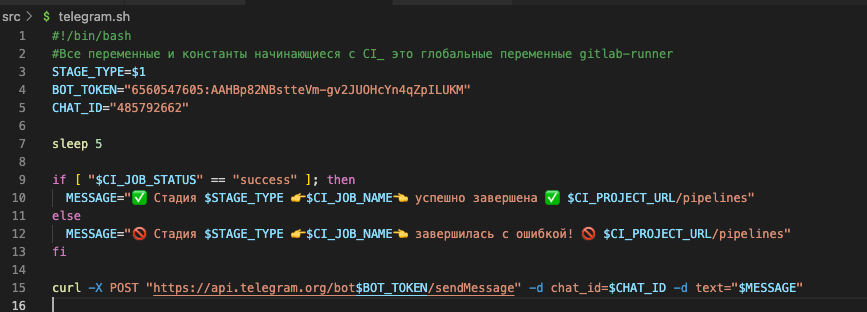 src > $ telegram.sh
1 #!/bin/bash
2 #Все переменные и константы начинающиеся с CI_ это глобальные переменные gitlab-runner
3 STAGE_TYPE=$1
4 BOT_TOKEN="6560547605:AAHBp82NBstteVm-gv2JUOHcYn4qZpILUKM"
5 CHAT_ID="485792662"
6
7 sleep 5
8
9 if [ "$CI_JOB_STATUS" == "success" ]; then
10 MESSAGE="✅ Стадия $STAGE_TYPE 👉$CI_JOB_NAME👈 успешно завершена ✅ $CI_PROJECT_URL/pipelines"
11 else
12 MESSAGE="🚫 Стадия $STAGE_TYPE 👉$CI_JOB_NAME👈 завершилась с ошибкой! 🚫 $CI_PROJECT_URL/pipelines"
13 fi
14
15 curl -X POST "https://api.telegram.org/bot$BOT_TOKEN/sendMessage" -d chat_id=$CHAT_ID -d text="$MESSAGE"
16